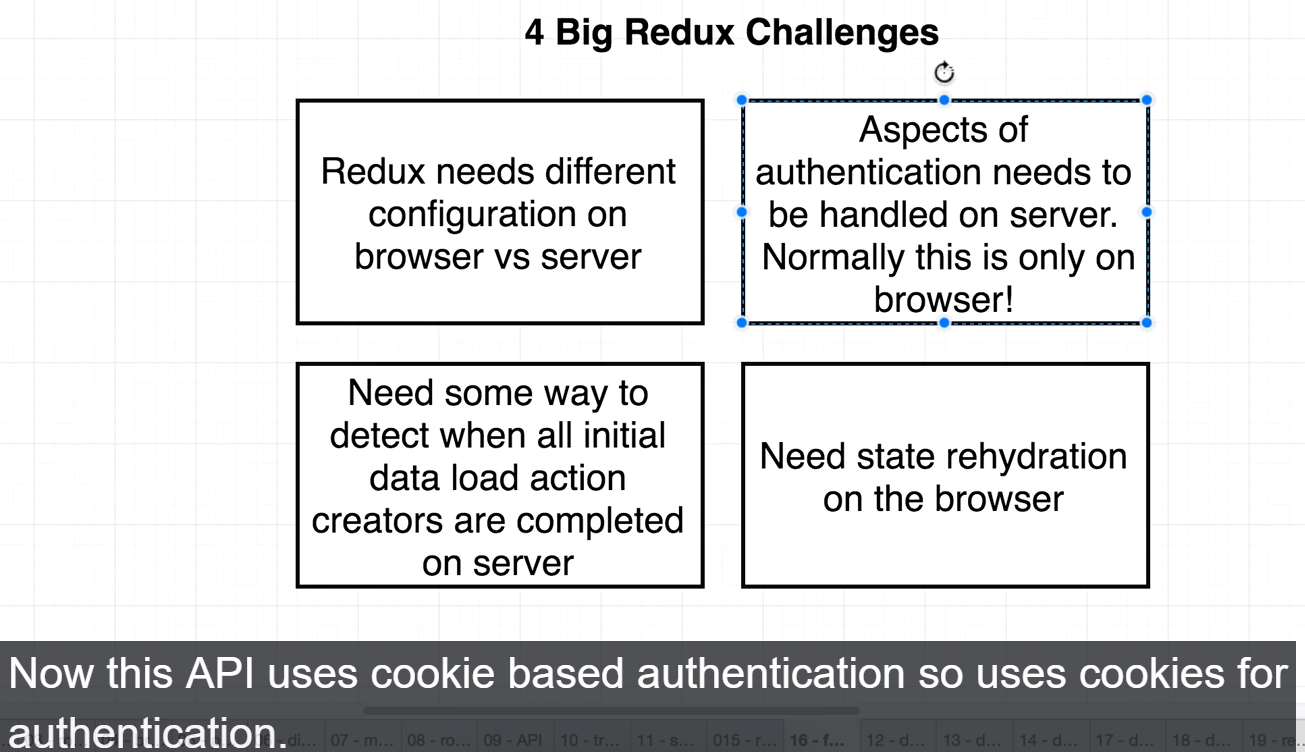 4 Big Redux Challenges
Redux needs different
configuration on
browser vs server
Aspects of
authentication needs to
be handled on server.
Normally this is only on
browser!
Need some way to
detect when all initial
data load action
creators are completed
on server
Need state rehydration
on the browser
Now this API uses cookie based authentication so uses cookies for
authentication.
di... 07 - m... 08 - ro... 09 - API 10 - tr... 11 - s... 015 - r... 16 - f... 12 - d... 13 - d... 14 - d... 17 - d... 18 - d... 19 - re...